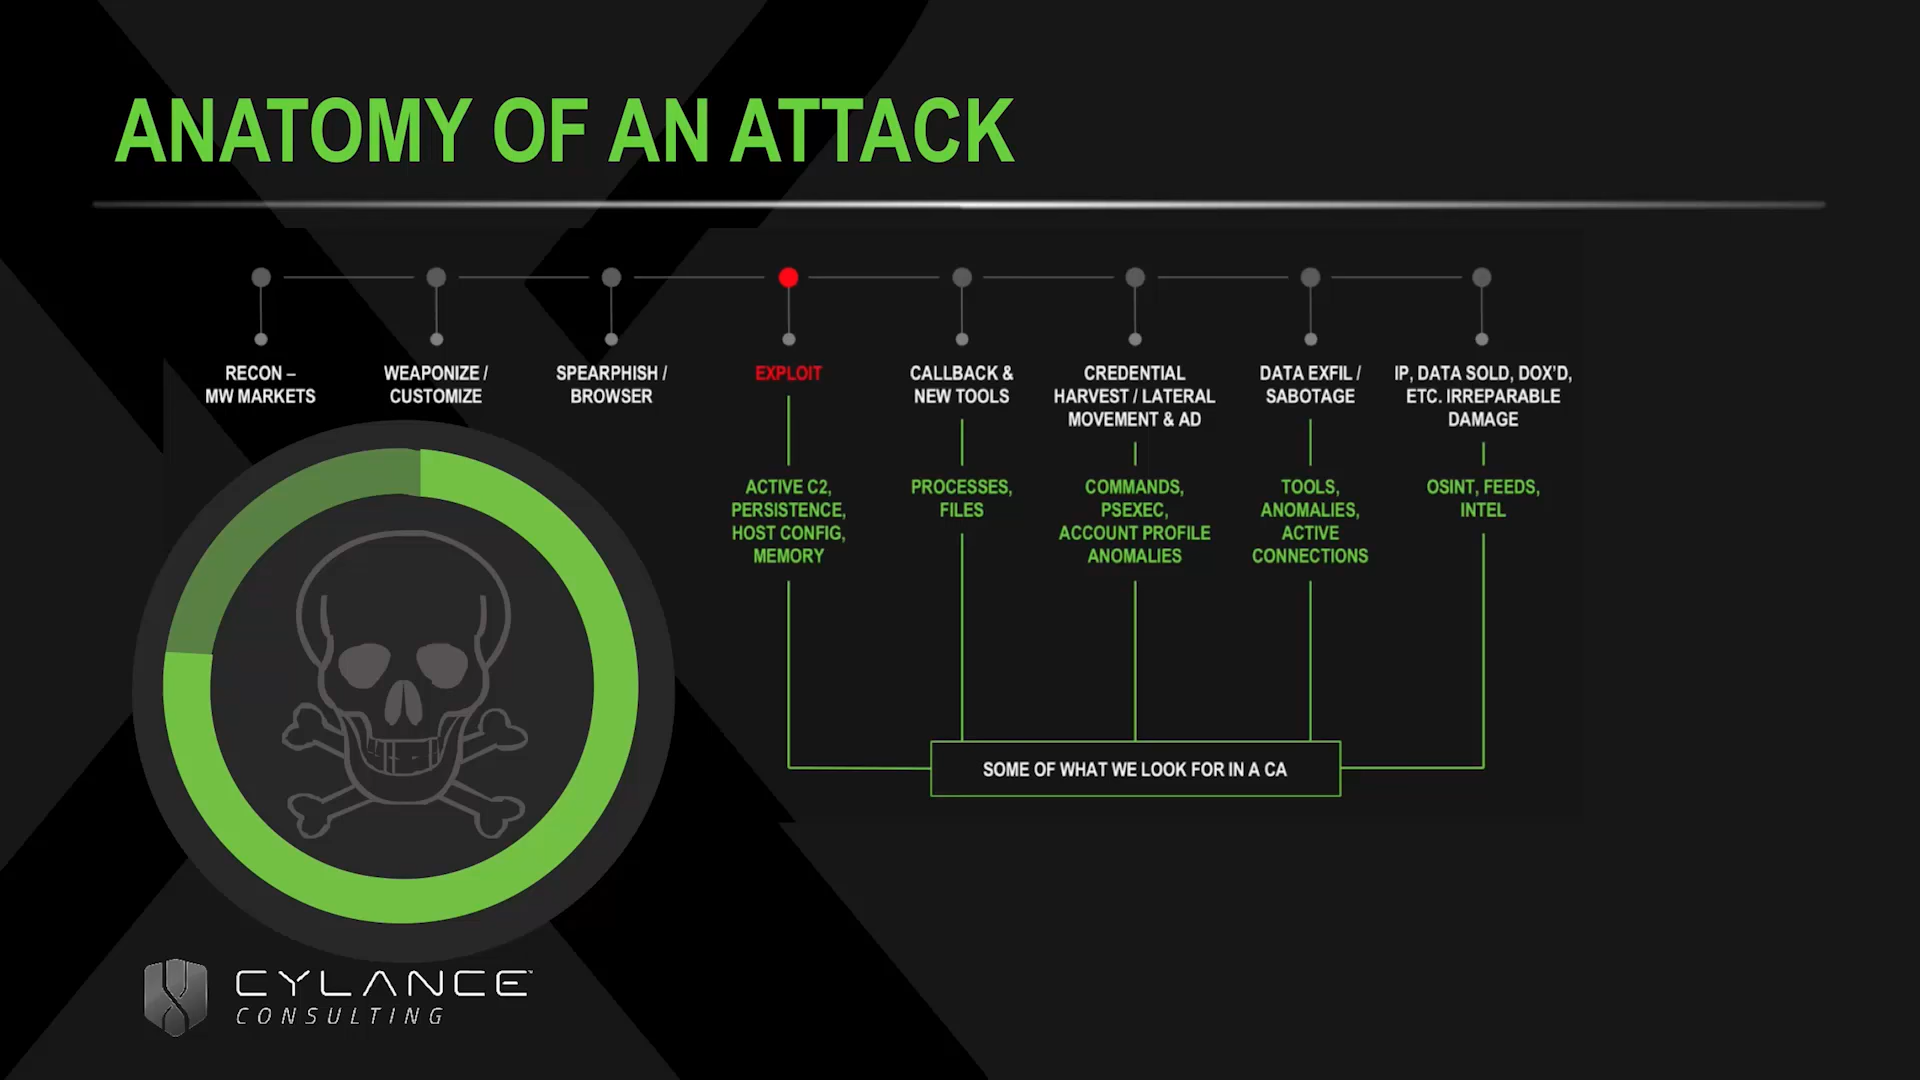 ANATOMY OF AN ATTACK
RECON –
MW MARKETS
WEAPONIZE /
CUSTOMIZE
SPEARPHISH /
BROWSER
EXPLOIT
CALLBACK &
NEW TOOLS
CREDENTIAL
HARVEST / LATERAL
MOVEMENT & AD
DATA EXFIL /
SABOTAGE
IP, DATA SOLD, DOX'D,
ETC. IRREPARABLE
DAMAGE
ACTIVE C2,
PERSISTENCE,
HOST CONFIG,
MEMORY
PROCESSES,
FILES
COMMANDS,
PSEXEC,
ACCOUNT PROFILE
ANOMALIES
TOOLS,
ANOMALIES,
ACTIVE
CONNECTIONS
OSINT, FEEDS,
INTEL
SOME OF WHAT WE LOOK FOR IN A CA
CYLANCE™
CONSULTING